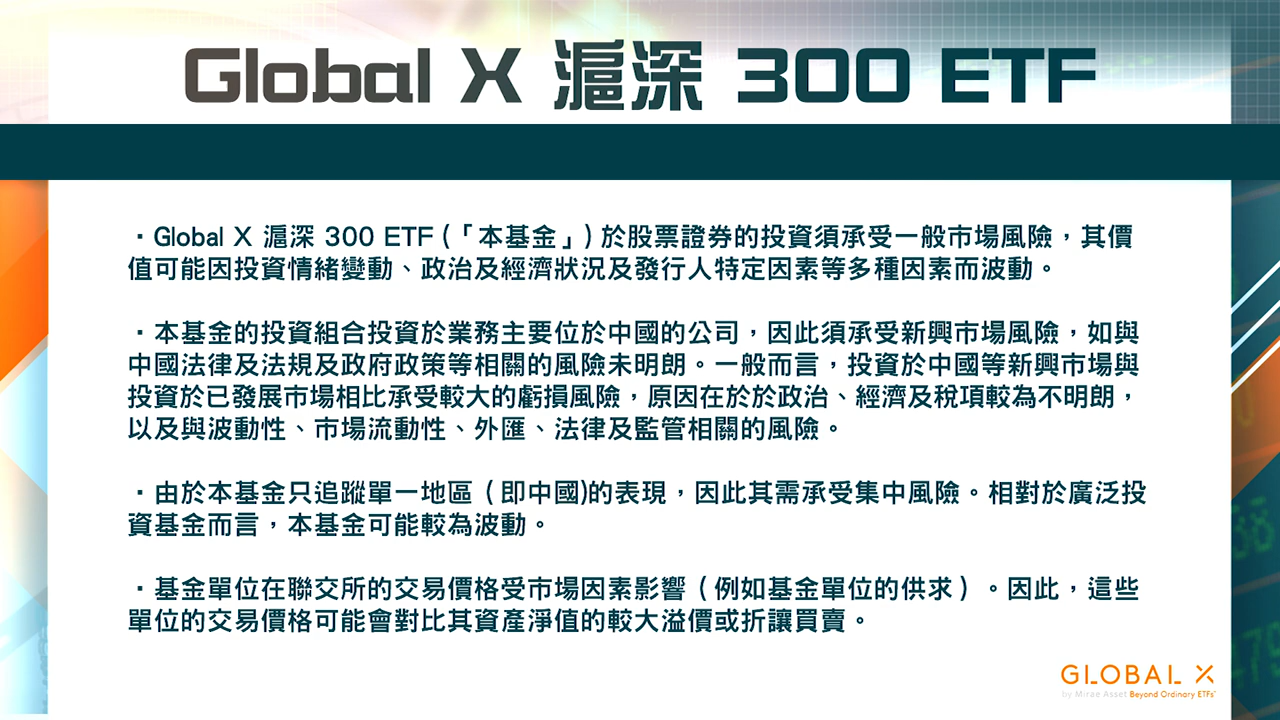 Global X 滬深 300 ETF
・Global X 滬深 300 ETF (「本基金」) 於股票證券的投資須承受一般市場風險，其價
值可能因投資情緒變動、政治及經濟狀況及發行人特定因素等多種因素而波動。
・本基金的投資組合投資於業務主要位於中國的公司，因此須承受新興市場風險，如與
中國法律及法規及政府政策等相關的風險未明朗。一般而言，投資於中國等新興市場與
投資於已發展市場相比承受較大的虧損風險，原因在於於政治、經濟及稅項較為不明朗，
以及與波動性、市場流動性、外匯、法律及監管相關的風險。
・由於本基金只追蹤單一地區（即中國)的表現，因此其需承受集中風險。相對於廣泛投
資基金而言，本基金可能較為波動。
・基金單位在聯交所的交易價格受市場因素影響（例如基金單位的供求）。因此，這些
單位的交易價格可能會對比其資產淨值的較大溢價或折讓買賣。
GLOBAL X
by Mirae Asset Beyond Ordinary ETFs